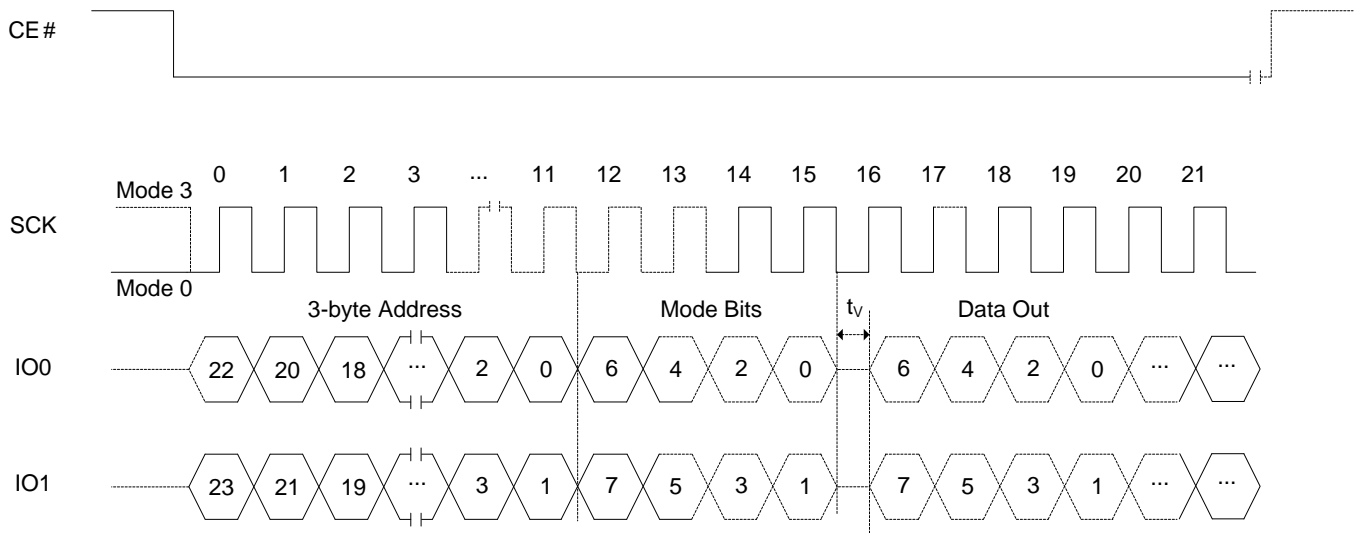 CE#
0 1 2 3 ... 11 12 13 14 15 16 17 18 19 20 21
Mode 3
SCK
Mode 0
3-byte Address Mode Bits tV Data Out
IO0 22 20 18 ... 2 0 6 4 2 0 6 4 2 0 ... ...
IO1 23 21 19 ... 3 1 7 5 3 1 7 5 3 1 ... ...